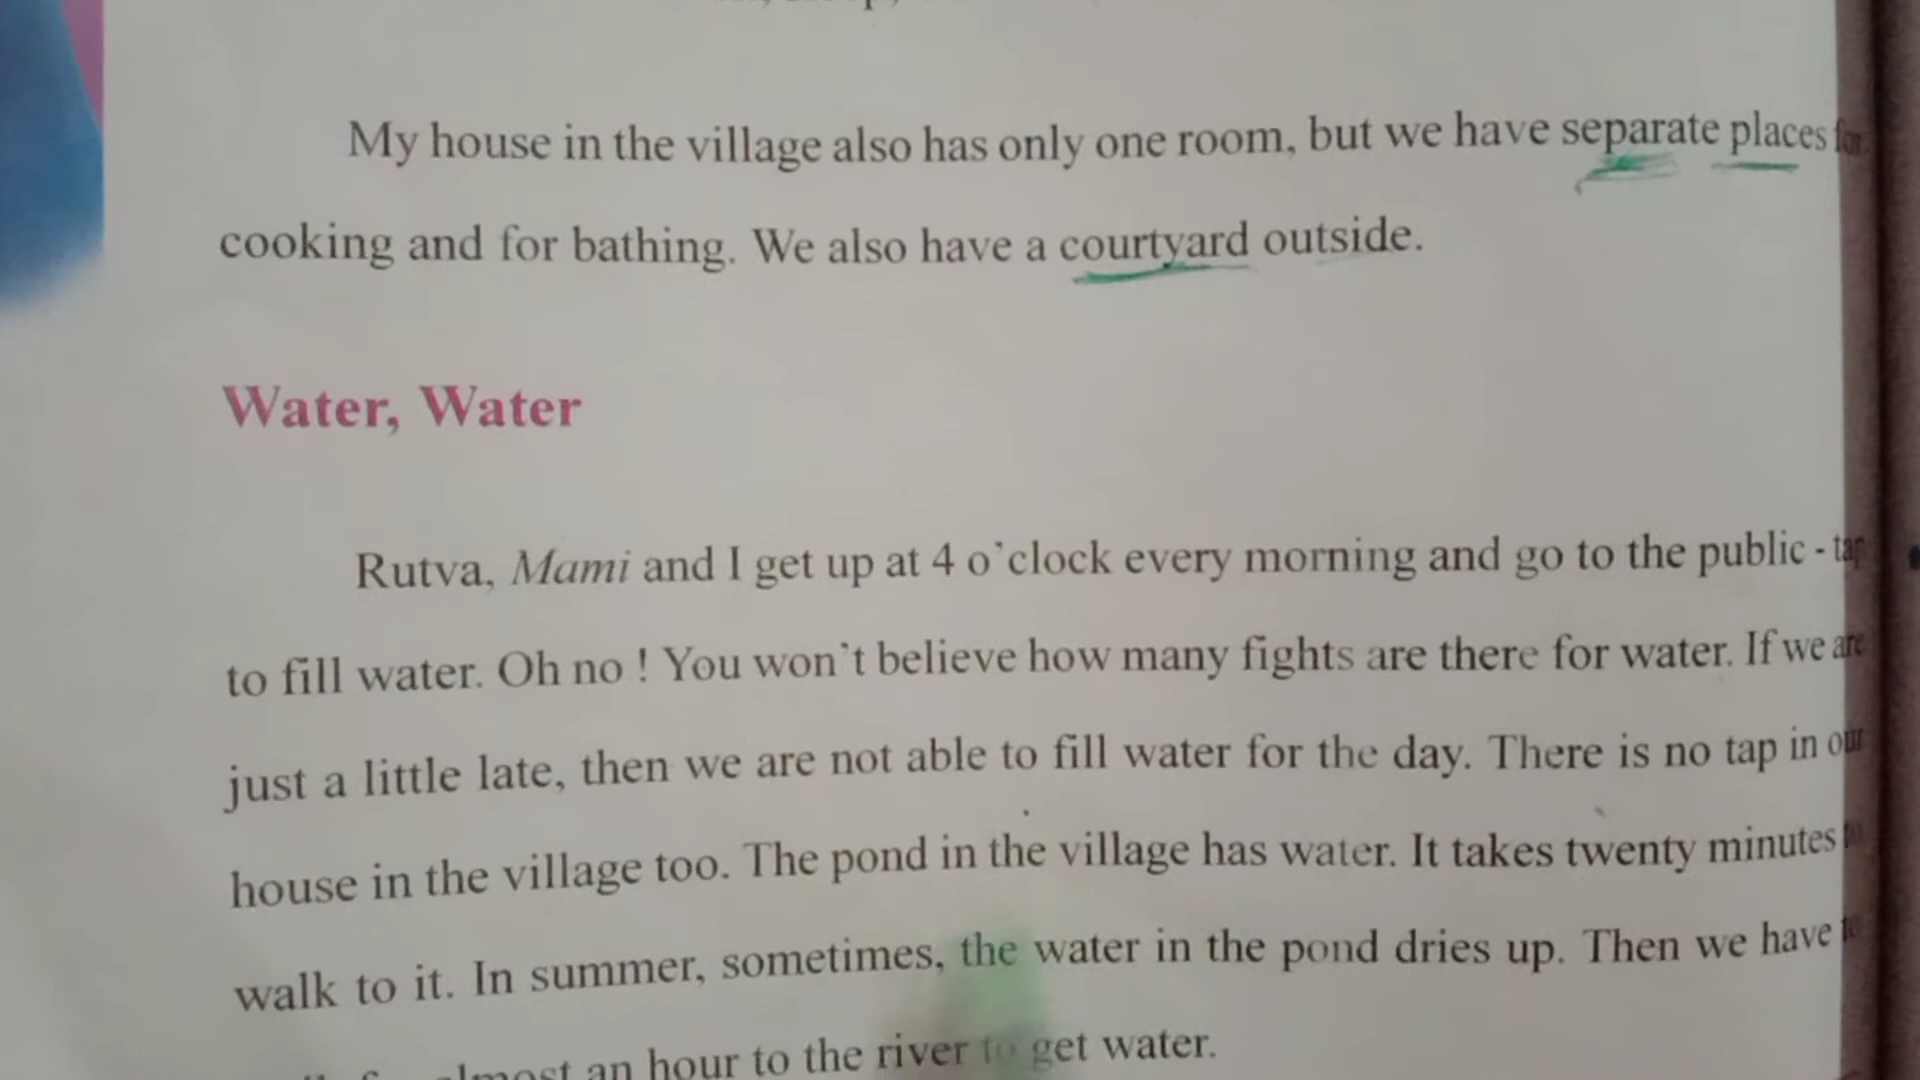 My house in the village also has only one room, but we have separate places for
cooking and for bathing. We also have a courtyard outside.
Water, Water
Rutva, Mami and I get up at 4 o'clock every morning and go to the public - tap
to fill water. Oh no ! You won't believe how many fights are there for water. If we are
just a little late, then we are not able to fill water for the day. There is no tap in our
house in the village too. The pond in the village has water. It takes twenty minutes
walk to it. In summer, sometimes, the water in the pond dries up. Then we have to
almost an hour to the river to get water.